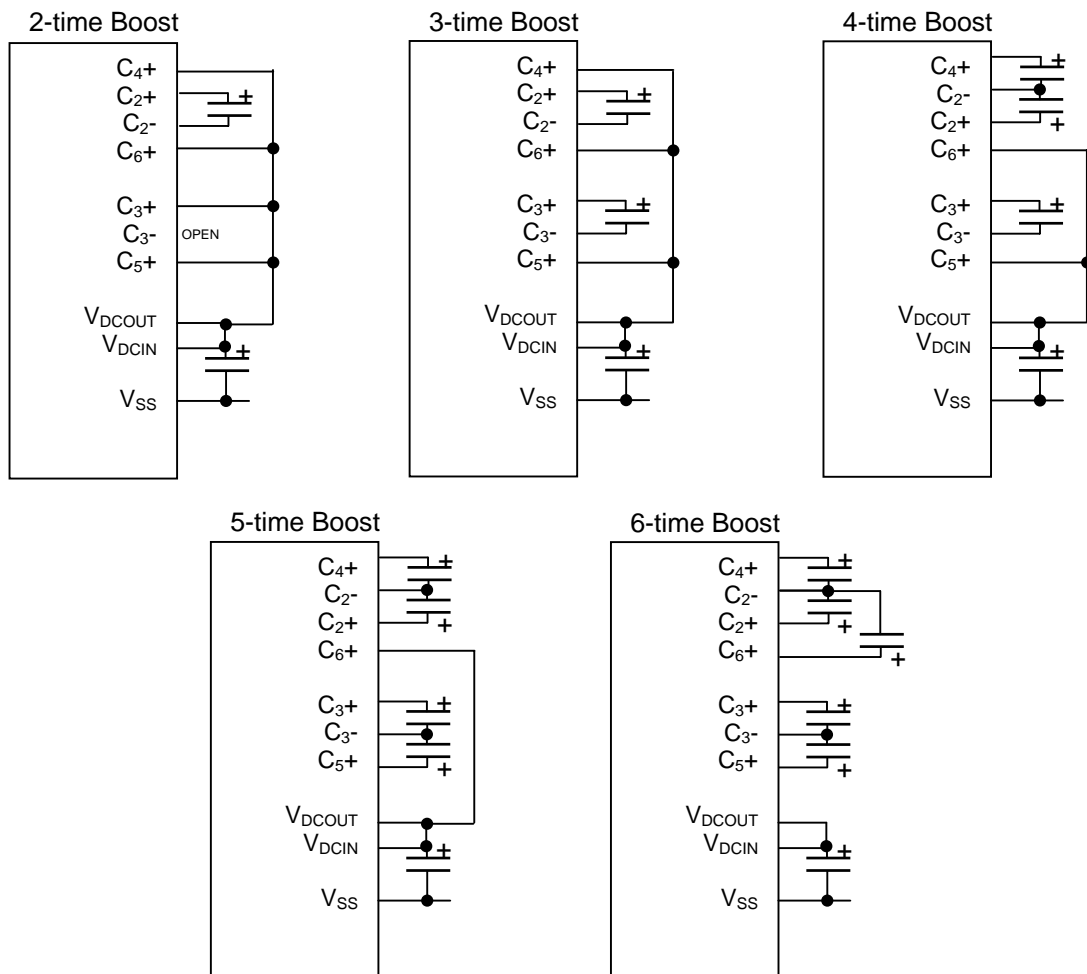 2-time Boost
C4+
C2+
C2-
C6+
C3+
C3- OPEN
C5+
VDCOUT
VDCIN
VSS
+
+
3-time Boost
C4+
C2+
C2-
C6+
C3+
C3-
C5+
VDCOUT
VDCIN
VSS
+
+
+
4-time Boost
C4+
C2-
C2+
C6+
C3+
C3-
C5+
VDCOUT
VDCIN
VSS
+
+
+
+
5-time Boost
C4+
C2-
C2+
C6+
C3+
C3-
C5+
VDCOUT
VDCIN
VSS
+
+
+
+
+
6-time Boost
C4+
C2-
C2+
C6+
C3+
C3-
C5+
VDCOUT
VDCIN
VSS
+
+
+
+
+
+